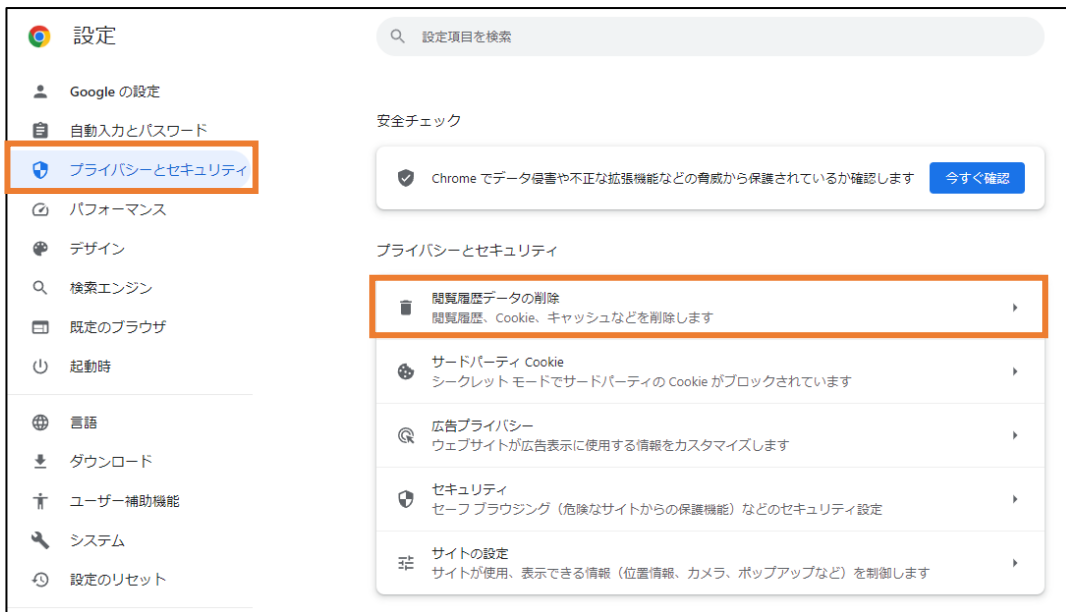 設定
設定項目を検索
Google の設定
自動入力とパスワード
プライバシーとセキュリティ
パフォーマンス
デザイン
検索エンジン
既定のブラウザ
起動時
言語
ダウンロード
ユーザー補助機能
システム
設定のリセット
安全チェック
Chrome でデータ侵害や不正な拡張機能などの脅威から保護されているか確認します
今すぐ確認
プライバシーとセキュリティ
閲覧履歴データの削除
閲覧履歴、Cookie、キャッシュなどを削除します
サードパーティ Cookie
シークレット モードでサードパーティの Cookie がブロックされています
広告プライバシー
ウェブサイトが広告表示に使用する情報をカスタマイズします
セキュリティ
セーフ ブラウジング（危険なサイトからの保護機能）などのセキュリティ設定
サイトの設定
サイトが使用、表示できる情報（位置情報、カメラ、ポップアップなど）を制御します